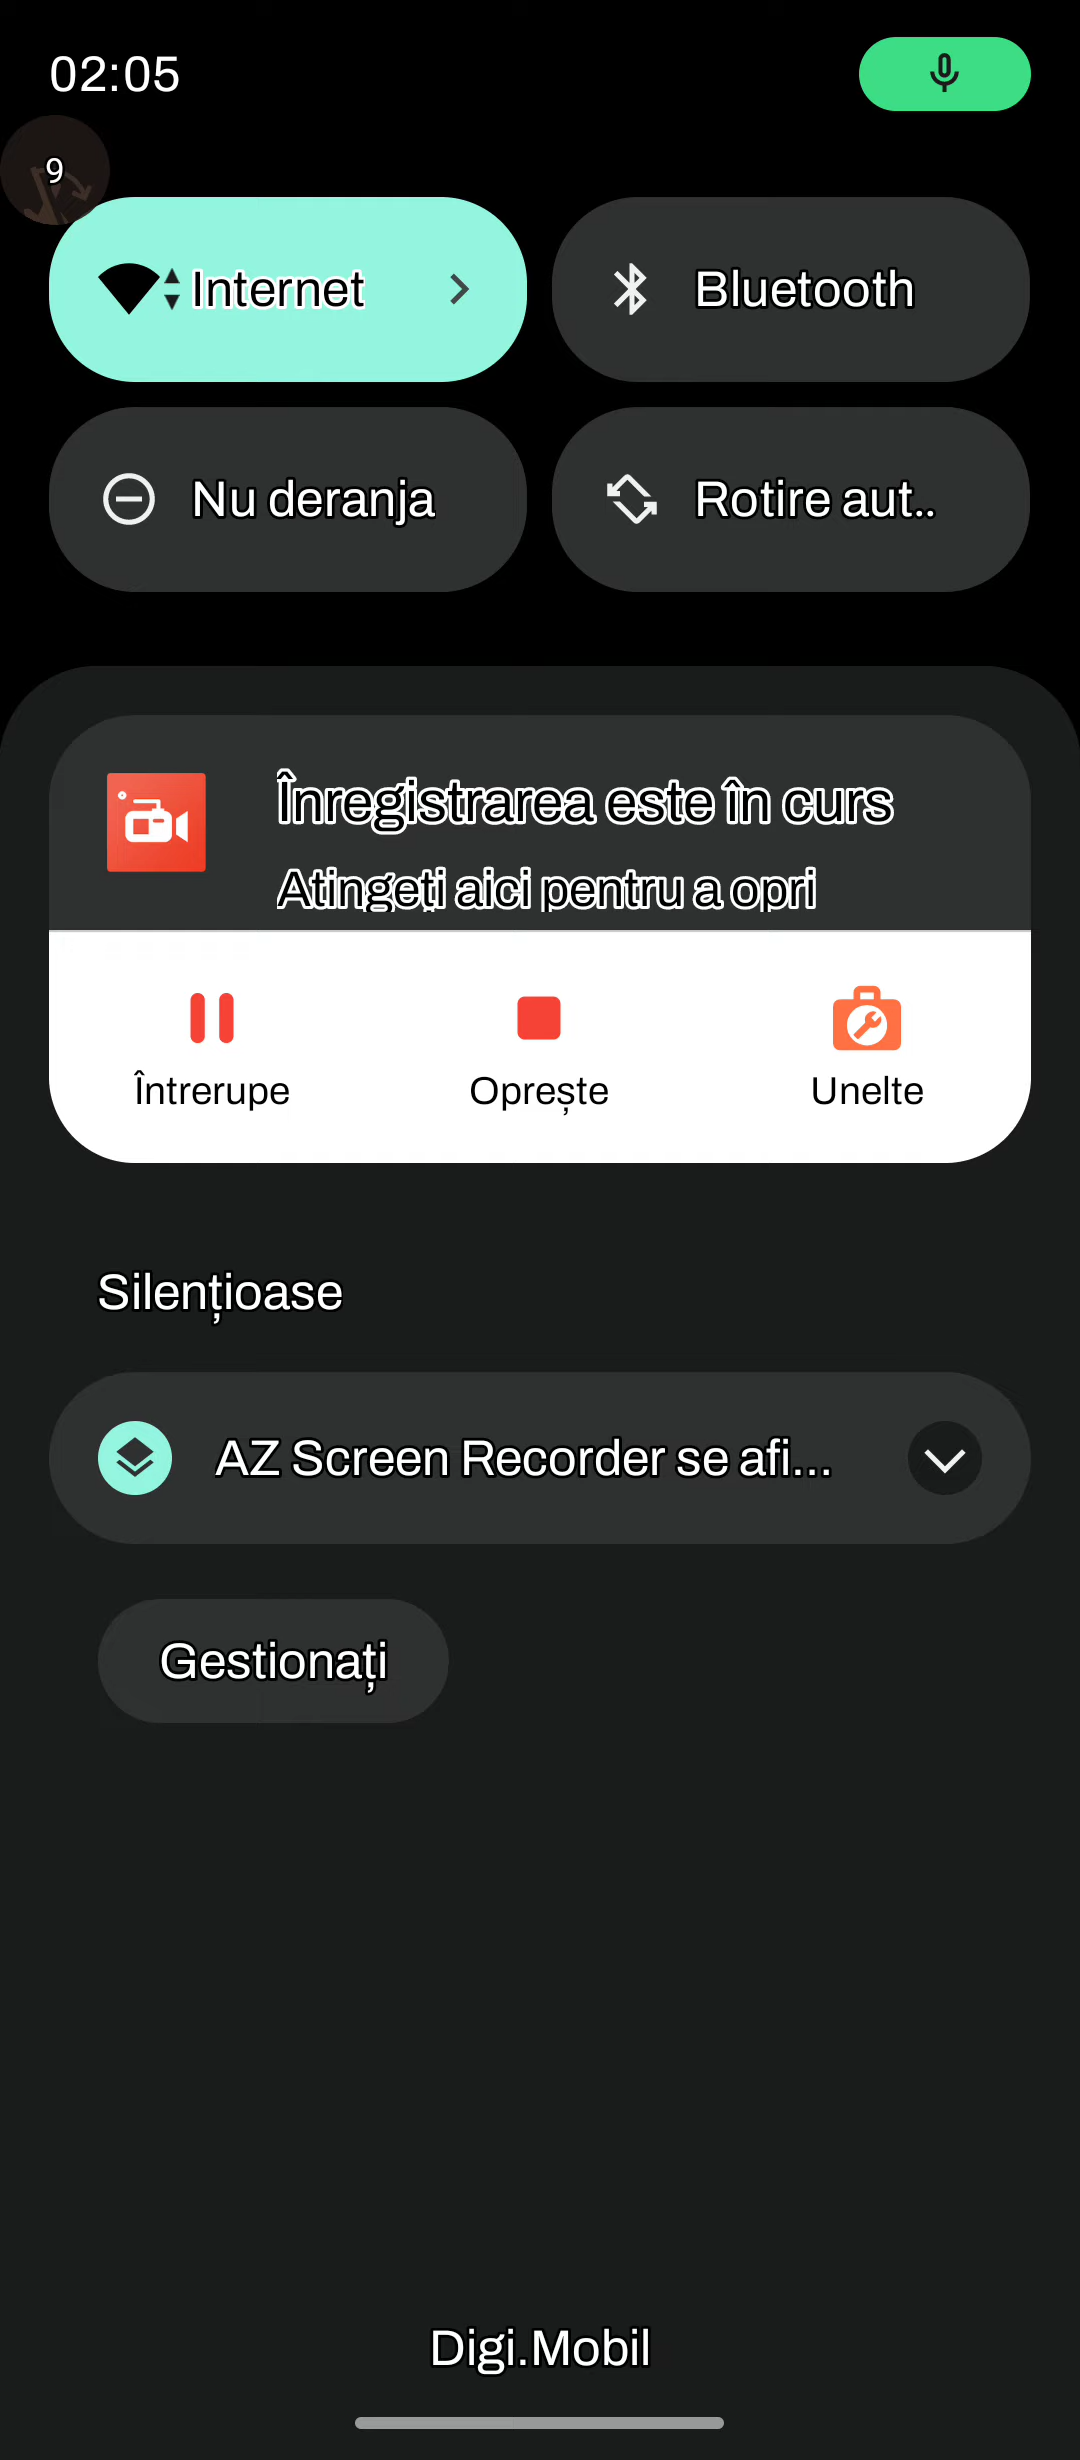 02:05
9
Internet
Bluetooth
Nu deranja
Rotire aut..
Înregistrarea este în curs
Atingeți aici pentru a opri
Întrerupe
Oprește
Unelte
Silențioase
AZ Screen Recorder se afi...
Gestionați
Digi.Mobil